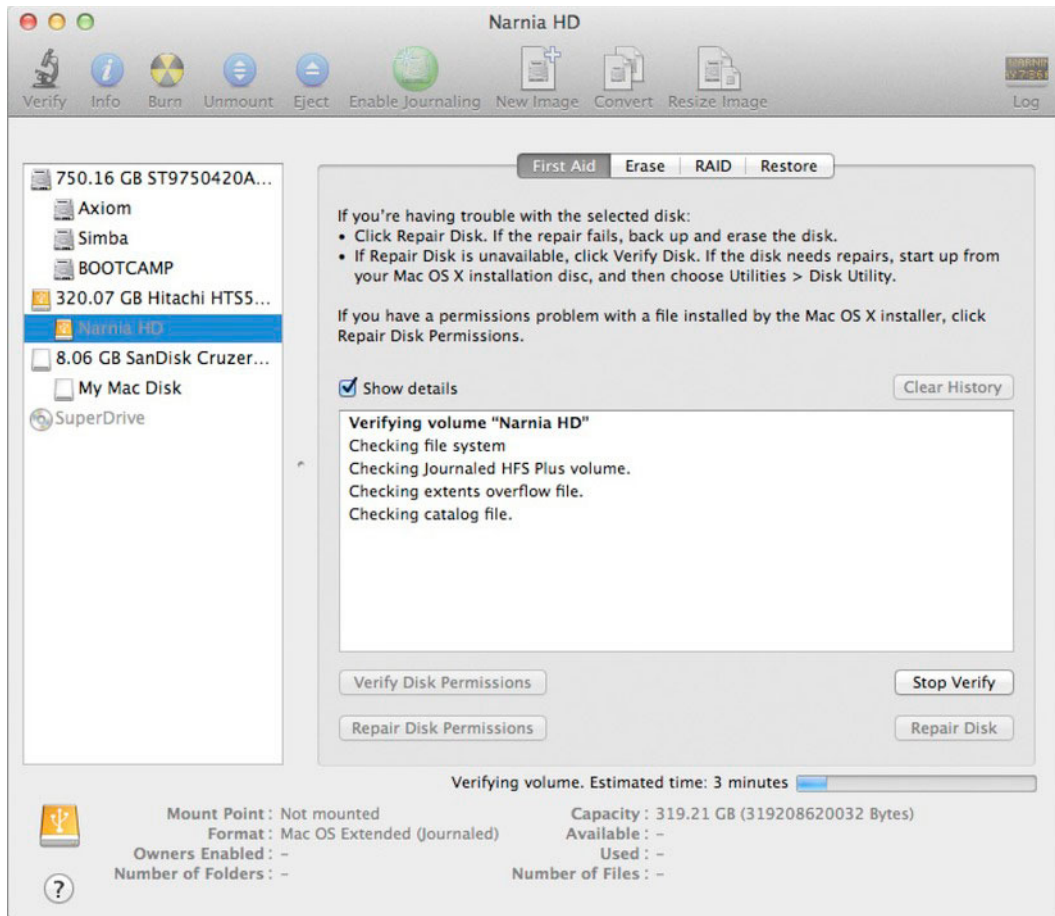 Narnia HD
Verify Info Burn Unmount Eject Enable Journaling New Image Convert Resize Image Log
First Aid Erase RAID Restore
750.16 GB ST9750420A...
Axiom
Simba
BOOTCAMP
320.07 GB Hitachi HTS5...
Narnia HD
8.06 GB SanDisk Cruzer...
My Mac Disk
SuperDrive
If you're having trouble with the selected disk:
• Click Repair Disk. If the repair fails, back up and erase the disk.
• If Repair Disk is unavailable, click Verify Disk. If the disk needs repairs, start up from
your Mac OS X installation disc, and then choose Utilities > Disk Utility.
If you have a permissions problem with a file installed by the Mac OS X installer, click
Repair Disk Permissions.
Show details
Clear History
Verifying volume “Narnia HD”
Checking file system
Checking Journaled HFS Plus volume.
Checking extents overflow file.
Checking catalog file.
Verify Disk Permissions Stop Verify
Repair Disk Permissions Repair Disk
Verifying volume. Estimated time: 3 minutes
Mount Point : Not mounted Capacity : 319.21 GB (319208620032 Bytes)
Format : Mac OS Extended (Journaled) Available : –
Owners Enabled : – Used : –
Number of Folders : – Number of Files : –
?